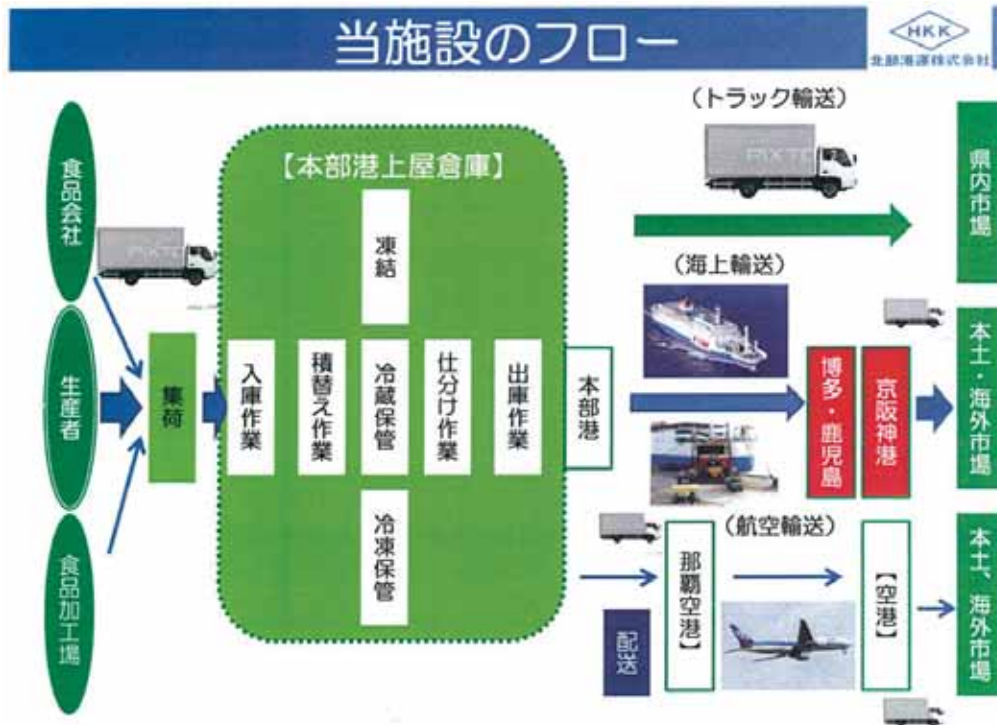 当施設のフロー
HKK
北部港運株式会社
食品会社
生産者
食品加工場
集荷
【本部港上屋倉庫】
凍結
入庫作業
積替え作業
冷蔵保管
仕分け作業
出庫作業
冷凍保管
本部港
(トラック輸送)
PIXTA
県内市場
(海上輸送)
博多・鹿児島
京阪神港
本土・海外市場
(航空輸送)
配送
那覇空港】
【空港】
本土、海外市場